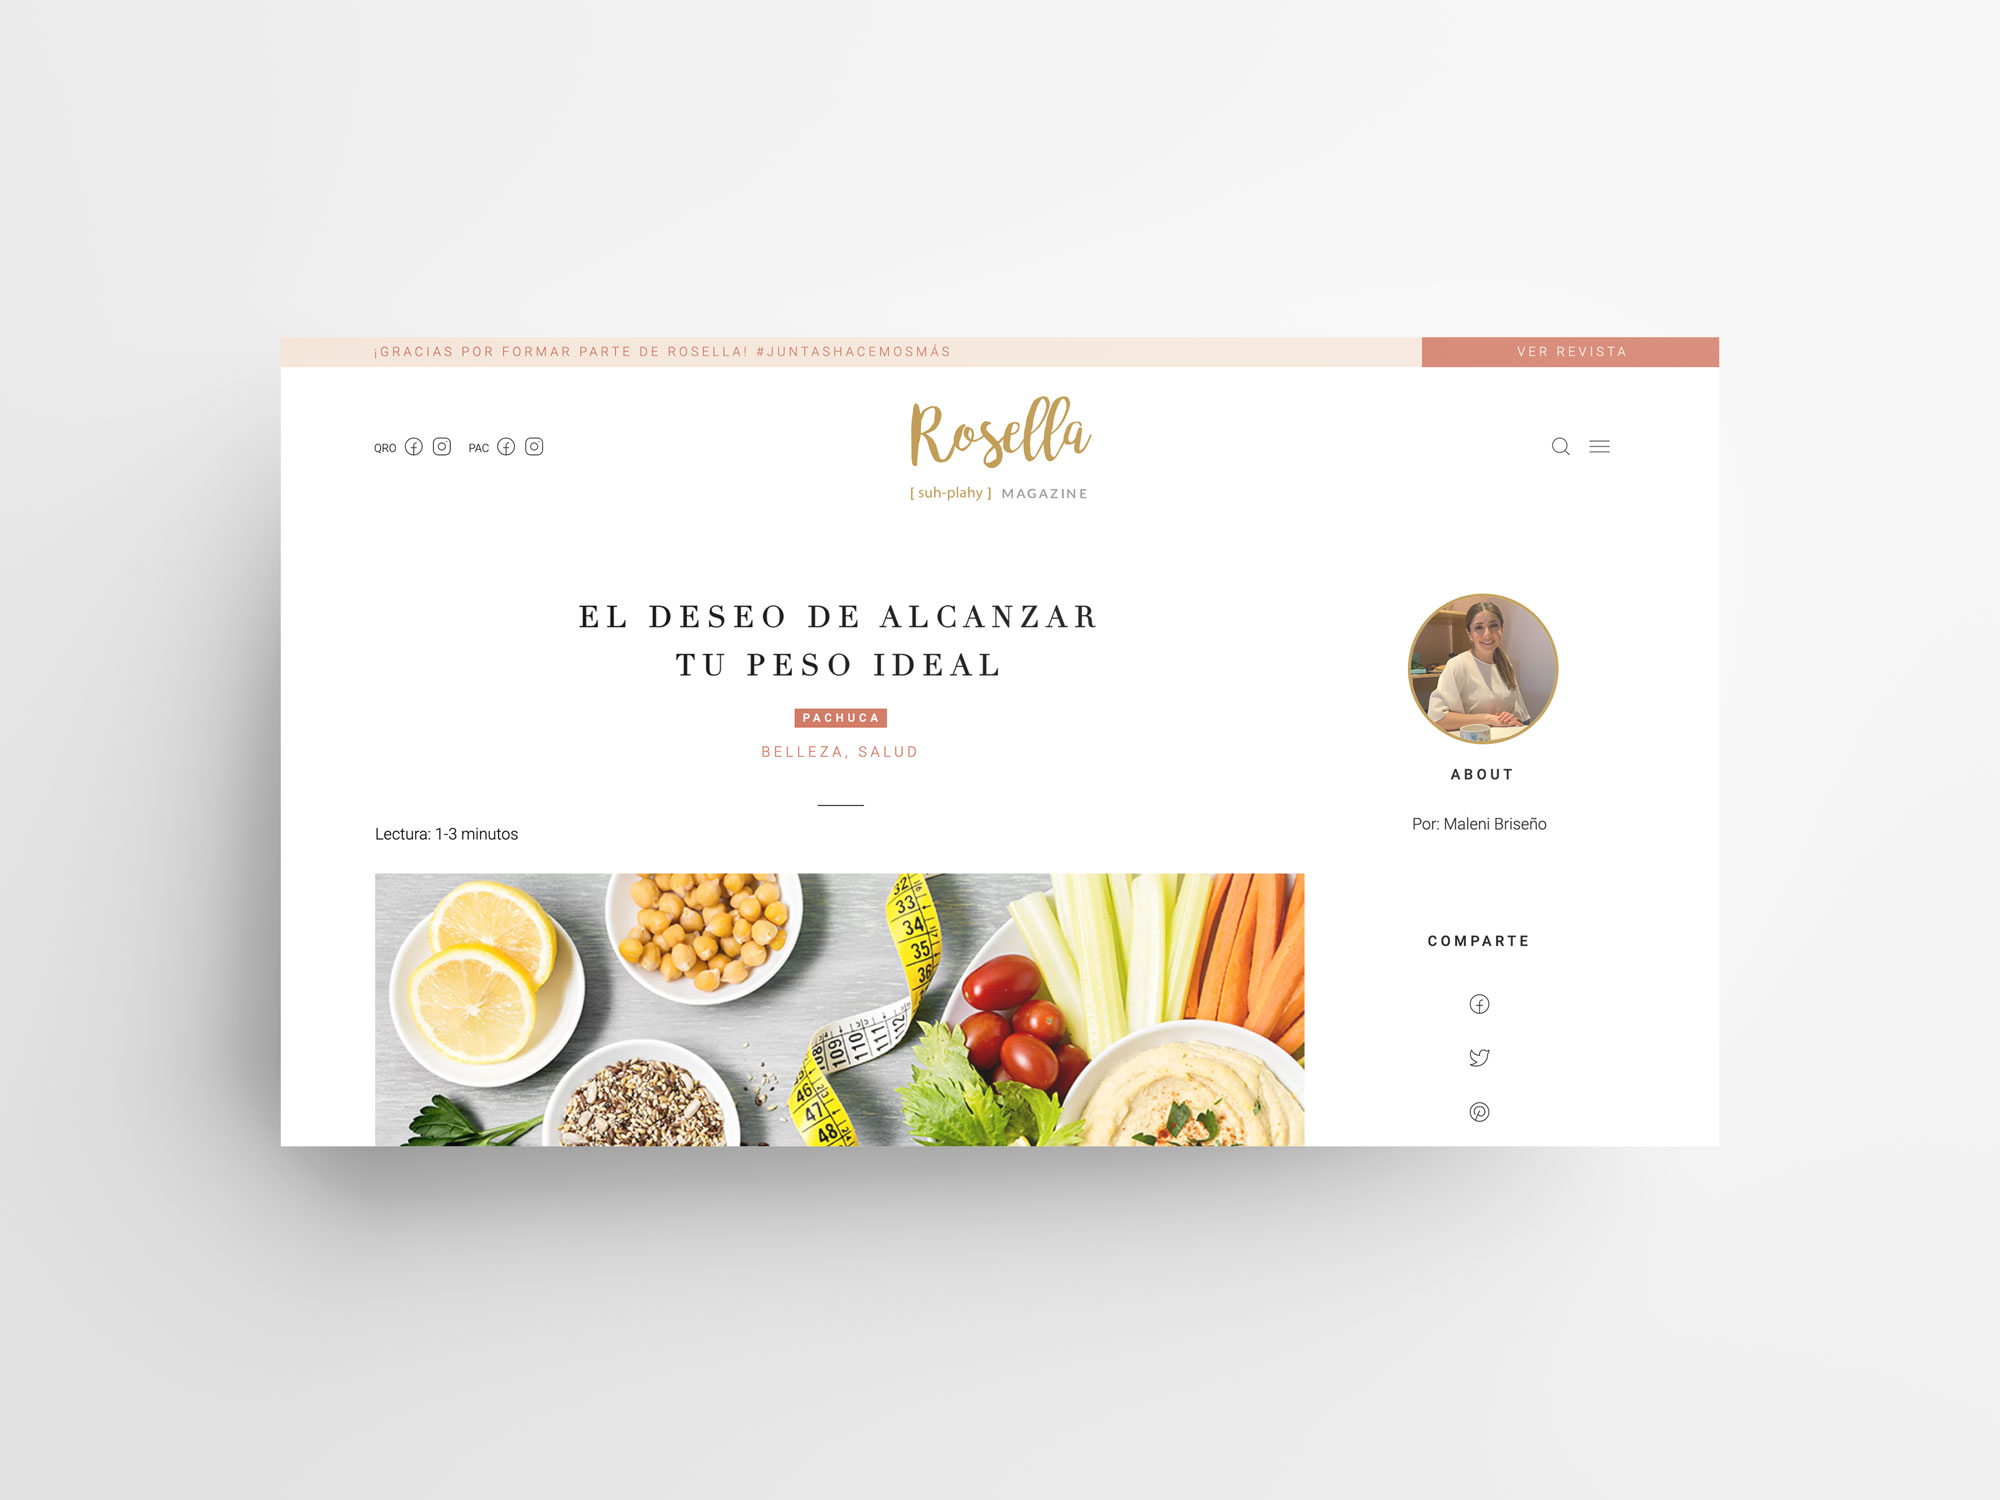 ¡GRACIAS POR FORMAR PARTE DE ROSELLA! #JUNTASHACEMOSMÁS
VER REVISTA
QRO
PAC
Rosella
[ suh-plahy ] MAGAZINE
EL DESEO DE ALCANZAR
TU PESO IDEAL
PACHUCA
BELLEZA, SALUD
Lectura: 1-3 minutos
ABOUT
Por: Maleni Briseño
COMPARTE
32
33
34
35
36
112
111
110
109
108
46
47
48